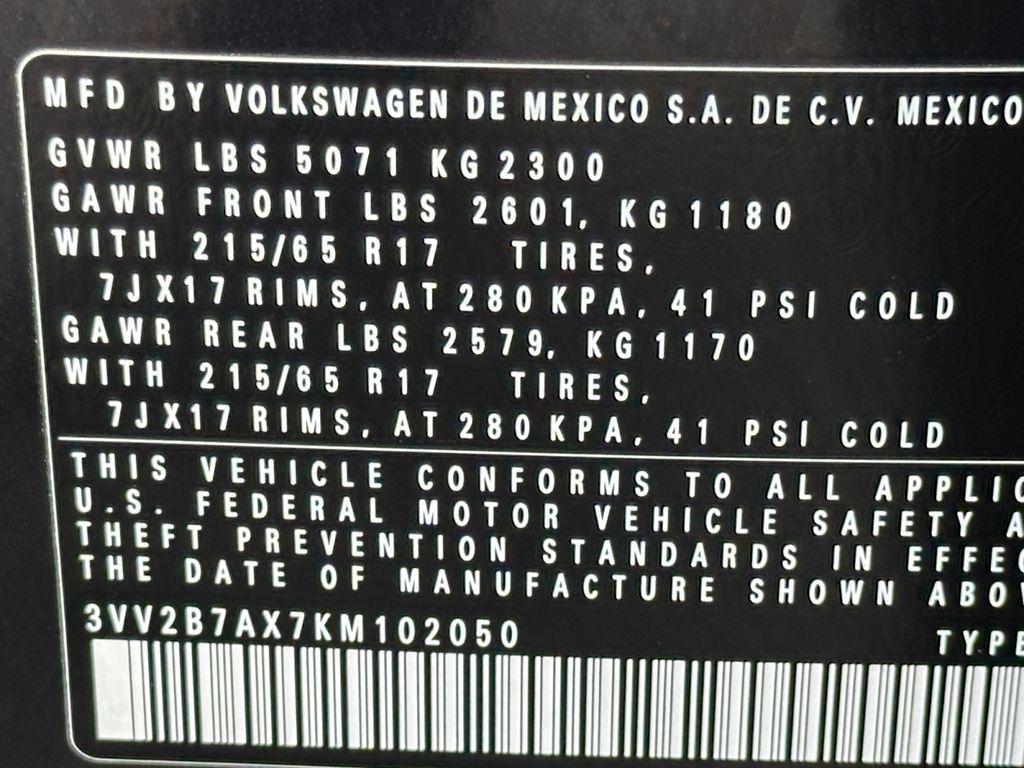 MFD BY VOLKSWAGEN DE MEXICO S.A. DE C.V. MEXICO
GVWR LBS 5071 KG 2300
GAWR FRONT LBS 2601, KG 1180
WITH 215/65 R17 TIRES,
7JX17 RIMS, AT 280 KPA, 41 PSI COLD
GAWR REAR LBS 2579, KG 1170
WITH 215/65 R17 TIRES,
7JX17 RIMS, AT 280 KPA, 41 PSI COLD
THIS VEHICLE CONFORMS TO ALL APPLIC
U.S. FEDERAL MOTOR VEHICLE SAFETY A
THEFT PREVENTION STANDARDS IN EFFEC
THE DATE OF MANUFACTURE SHOWN ABOV
3VV2B7AX7KM102050 TYPE